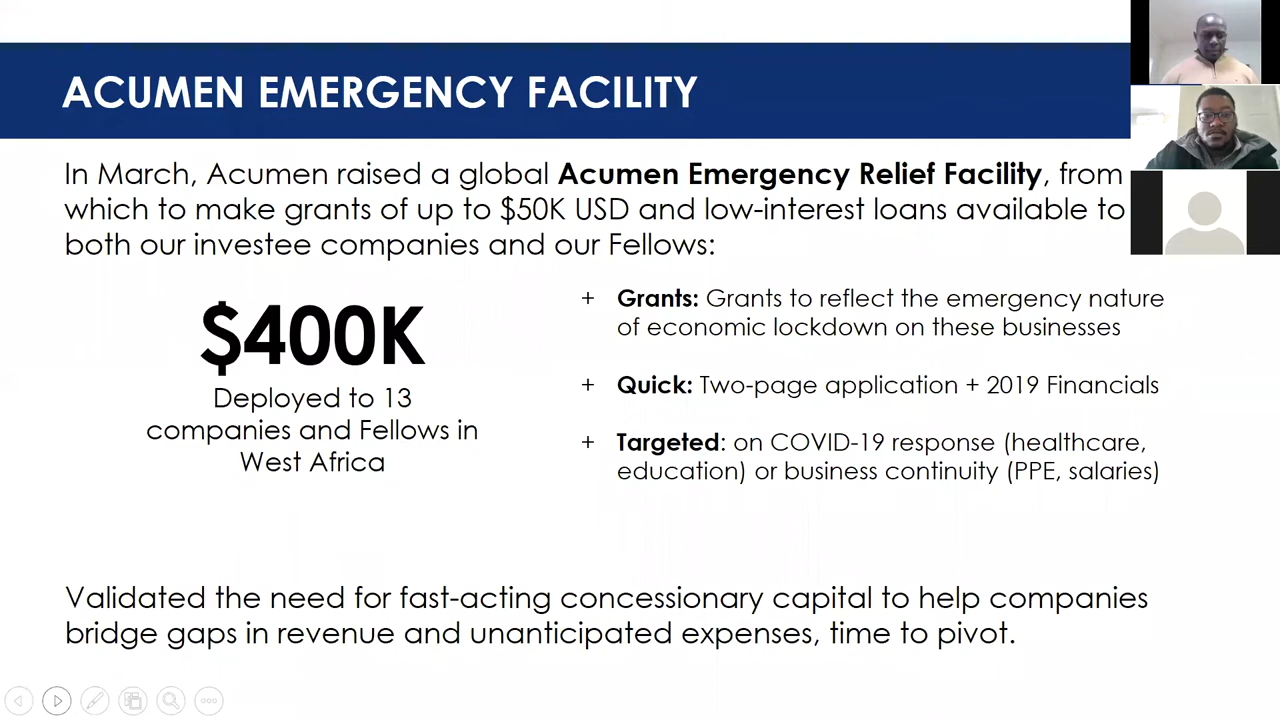 ACUMEN EMERGENCY FACILITY
In March, Acumen raised a global Acumen Emergency Relief Facility, from
which to make grants of up to $50K USD and low-interest loans available to
both our investee companies and our Fellows:
$400K
Deployed to 13
companies and Fellows in
West Africa
+ Grants: Grants to reflect the emergency nature
of economic lockdown on these businesses
+ Quick: Two-page application + 2019 Financials
+ Targeted: on COVID-19 response (healthcare,
education) or business continuity (PPE, salaries)
Validated the need for fast-acting concessionary capital to help companies
bridge gaps in revenue and unanticipated expenses, time to pivot.